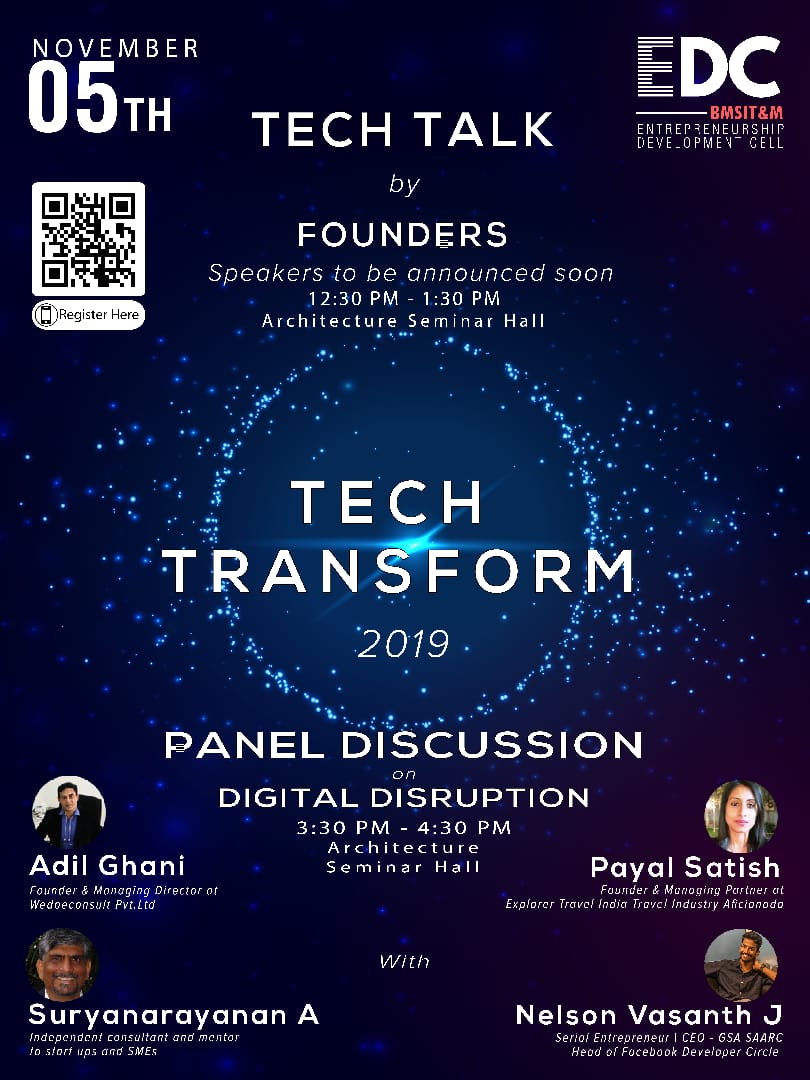 NOVEMBER
05TH
EDC
BMSIT&M
ENTREPRENEURSHIP
DEVELOPMENT CELL
TECH TALK
by
FOUNDERS
Speakers to be announced soon
12:30 PM - 1:30 PM
Architecture Seminar Hall
Register Here
TECH
TRANSFORM
2019
PANEL DISCUSSION
on
DIGITAL DISRUPTION
3:30 PM - 4:30 PM
Architecture
Seminar Hall
Adil Ghani
Founder & Managing Director at
Wedoeconsult Pvt.Ltd
Payal Satish
Founder & Managing Partner at
Explorer Travel India Travel Industry Aficionado
With
Suryanarayanan A
Independent consultant and mentor
to start ups and SMEs
Nelson Vasanth J
Serial Entrepreneur | CEO - GSA SAARC
Head of Facebook Developer Circle